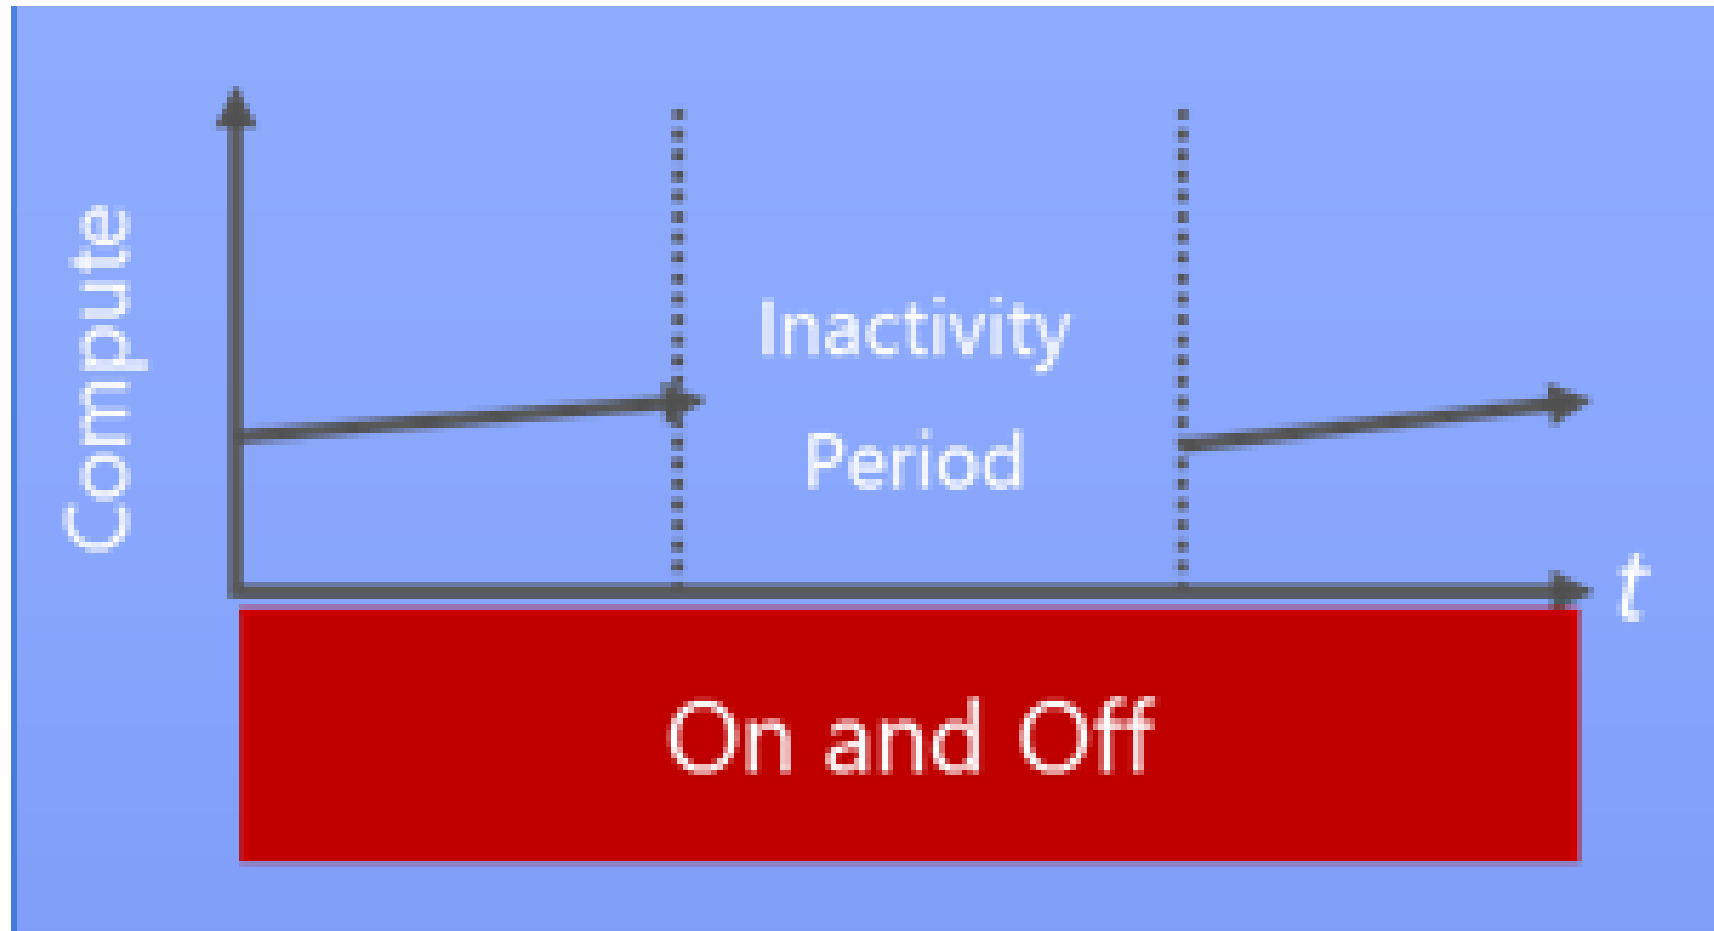 Compute
Inactivity
Period
t
On and Off